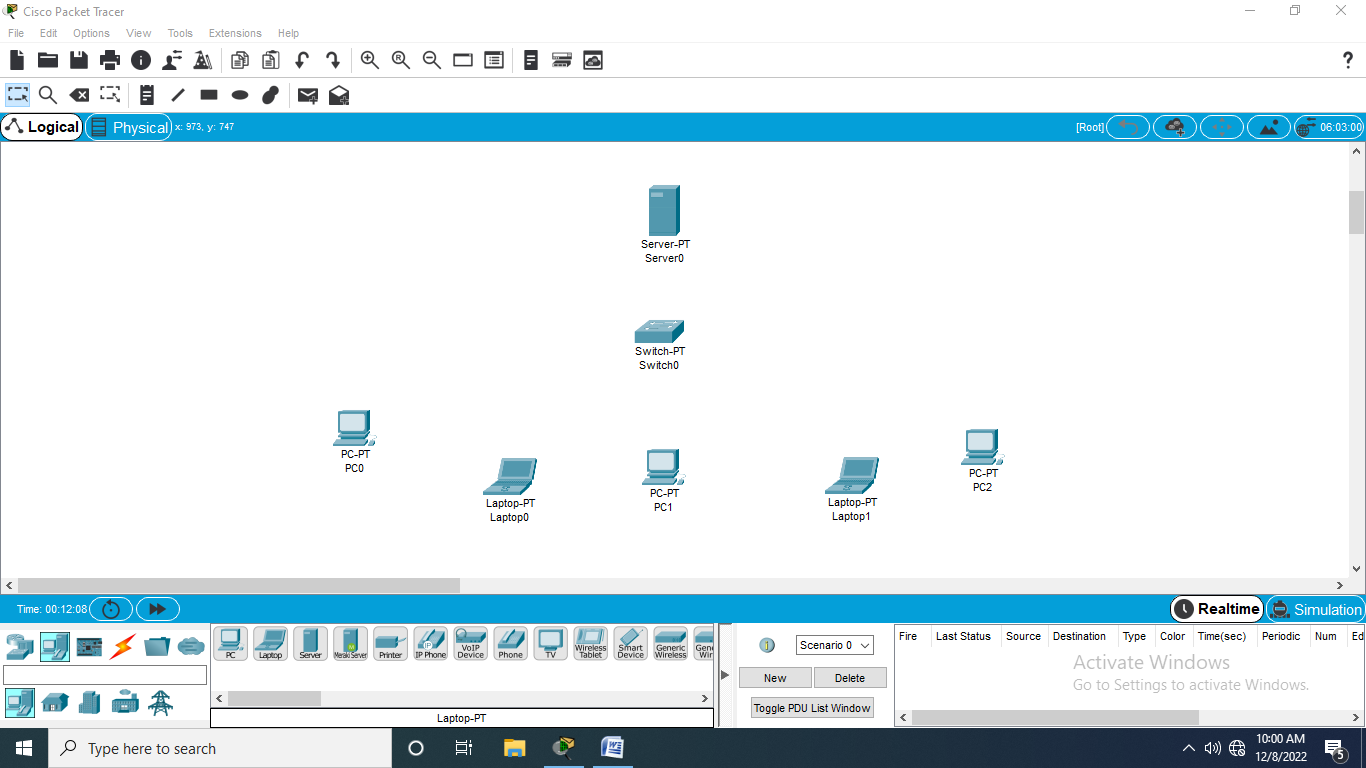 Cisco Packet Tracer
File Edit Options View Tools Extensions Help
R
?
Logical Physical x: 973, y: 747 [Root] 06:03:00
Server-PT
Server0
Switch-PT
Switch0
PC-PT
PC0
Laptop-PT
Laptop0
PC-PT
PC1
Laptop-PT
Laptop1
PC-PT
PC2
Time: 00:12:08 Realtime Simulation
PC Laptop Server Meraki Server Printer IP Phone VoIP Device Phone TV Wireless Tablet Smart Device Generic Wireless Gene Wir
Laptop-PT
Scenario 0
New Delete
Toggle PDU List Window
Fire Last Status Source Destination Type Color Time(sec) Periodic Num Edi
Activate Windows
Go to Settings to activate Windows.
Type here to search
10:00 AM
12/8/2022
5